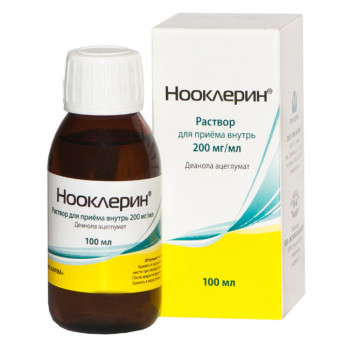 Нооклерин®
Раствор
для приёма внутрь
200 мг/мл
Деанола ацеглумат
100 мл
Нооклерин®
Раствор для приёма внутрь 200 мг/мл
Деанола ацеглумат
100 мл